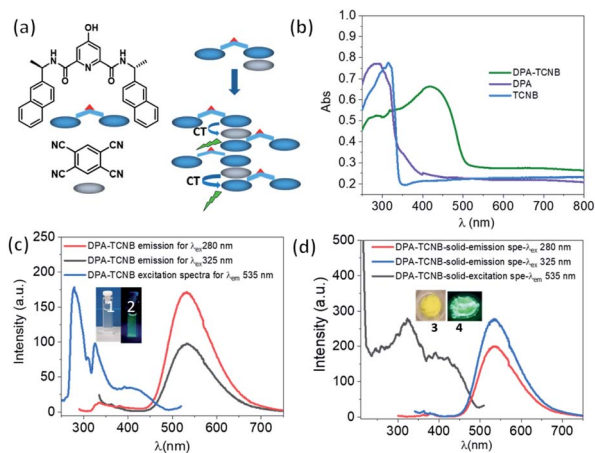 (a)
OH
H
N
O
N
O
H
N
NC
CN
NC
CN
CT
CT
(b)
Abs
1.0
0.9
0.8
0.7
0.6
0.5
0.4
0.3
0.2
DPA-TCNB
DPA
TCNB
300 400 500 600 700 800
λ (nm)
(c)
Intensity (a.u.)
250
200
150
100
50
0
DPA-TCNB emission for λex280 nm
DPA-TCNB emission for λex325 nm
DPA-TCNB excitation spectra for λem 535 nm
1 2
300 400 500 600 700
λ(nm)
(d)
Intensity (a.u.)
500
400
300
200
100
0
DPA-TCNB-solid-emission spe-λex 280 nm
DPA-TCNB-solid-emission spe-λex 325 nm
DPA-TCNB-solid-excitation spe-λem 535 nm
3 4
300 400 500 600 700
λ(nm)